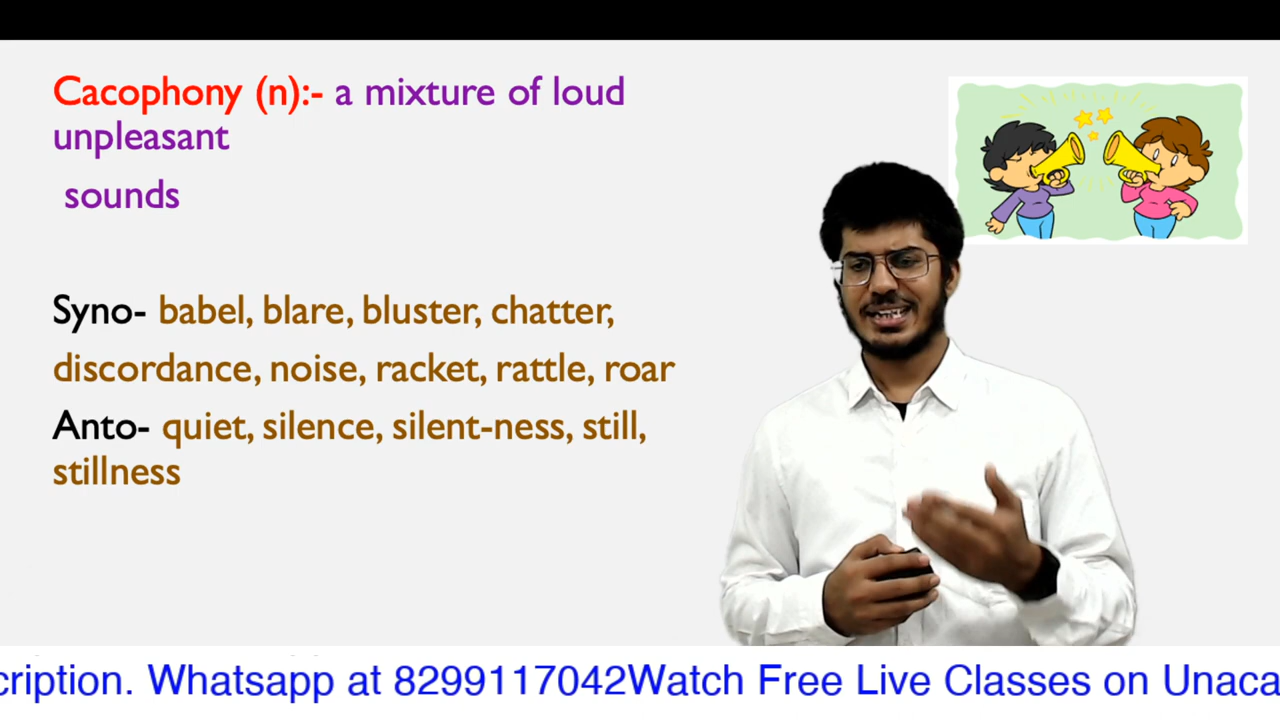 Cacophony (n):- a mixture of loud
unpleasant
sounds
Syno- babel, blare, bluster, chatter,
discordance, noise, racket, rattle, roar
Anto- quiet, silence, silent-ness, still,
stillness
cription. Whatsapp at 8299117042Watch Free Live Classes on Unaca